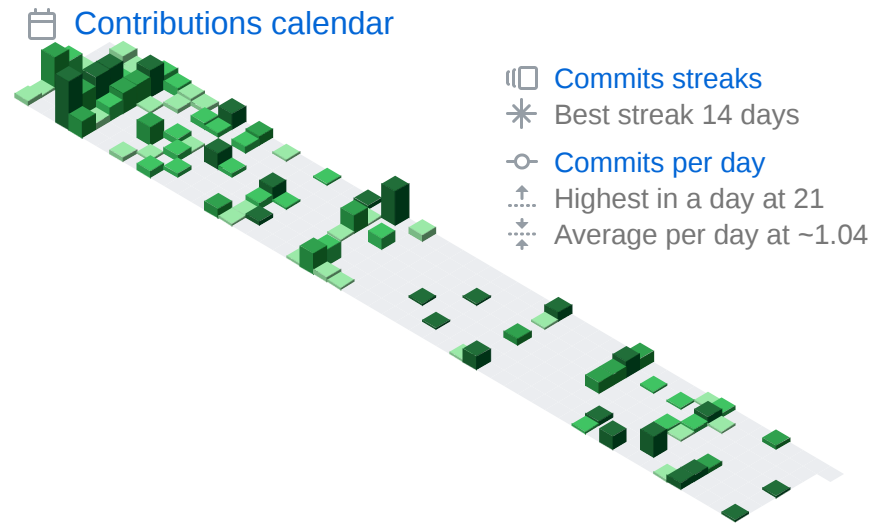 Contributions calendar
Commits streaks
Best streak 14 days
Commits per day
Highest in a day at 21
Average per day at ~1.04